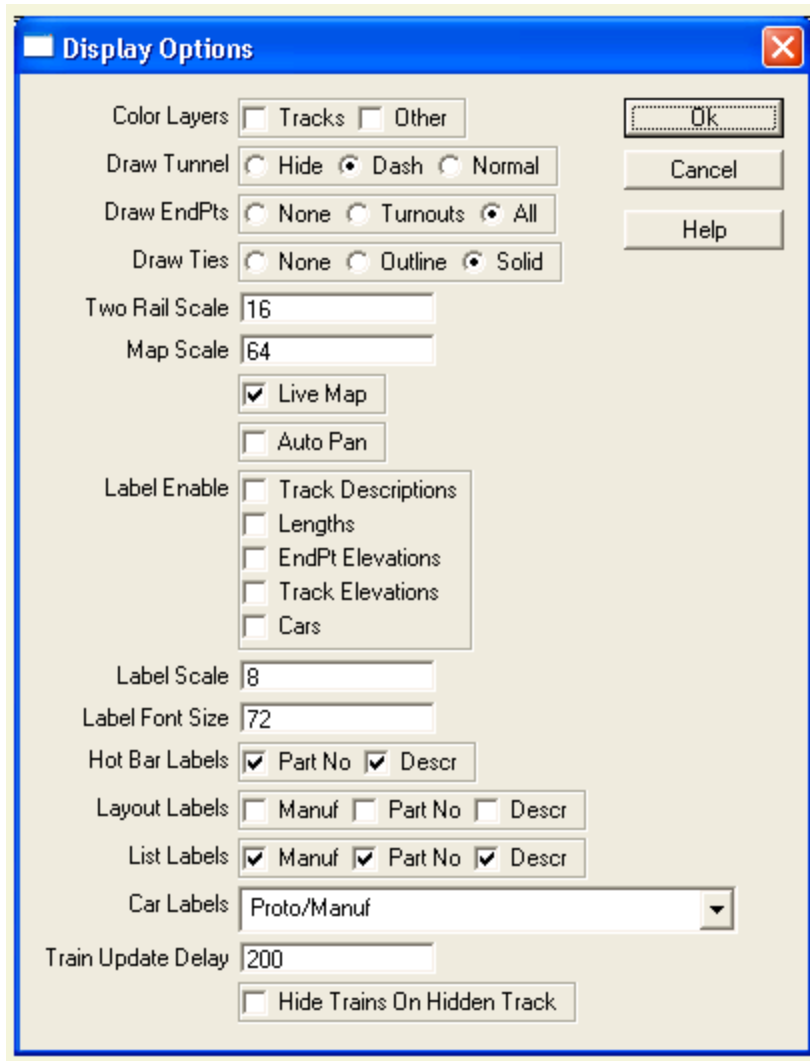 Display Options
Color Layers Tracks Other Ok
Draw Tunnel Hide Dash Normal Cancel
Draw EndPts None Turnouts All Help
Draw Ties None Outline Solid
Two Rail Scale 16
Map Scale 64
Live Map
Auto Pan
Label Enable Track Descriptions
Lengths
EndPt Elevations
Track Elevations
Cars
Label Scale 8
Label Font Size 72
Hot Bar Labels Part No Descr
Layout Labels Manuf Part No Descr
List Labels Manuf Part No Descr
Car Labels Proto/Manuf
Train Update Delay 200
Hide Trains On Hidden Track